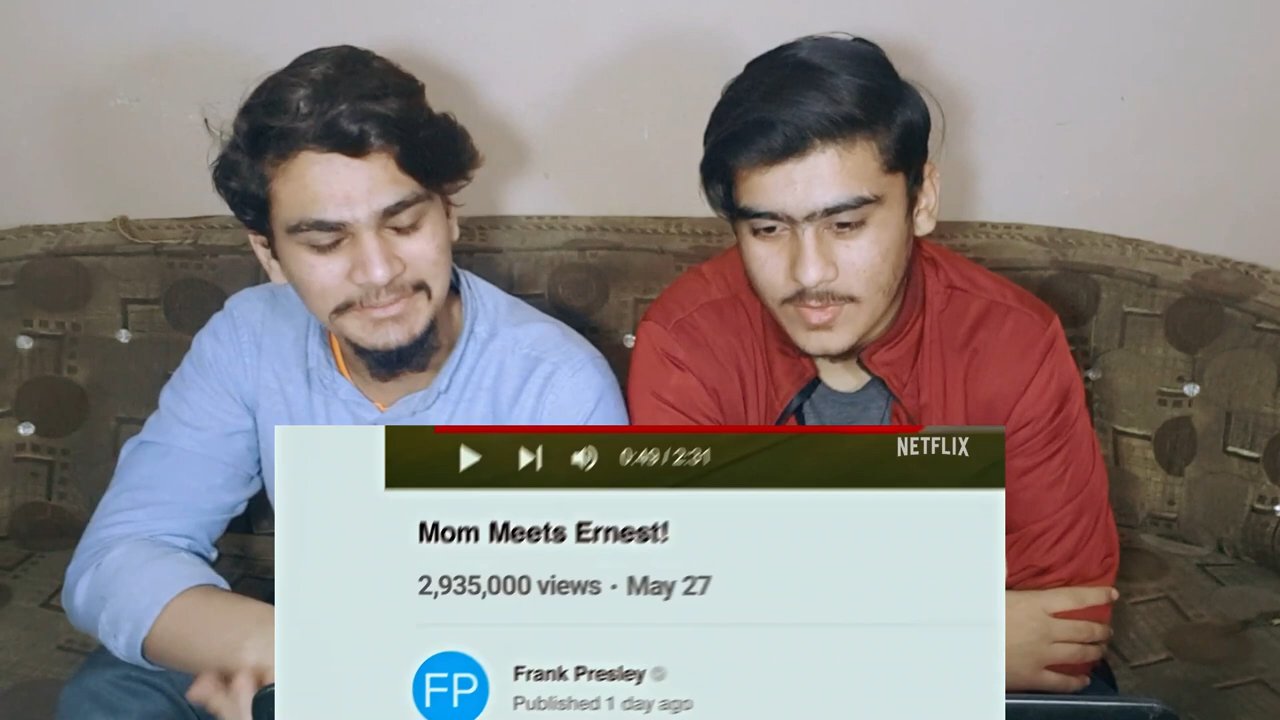 0:49 / 2:31
NETFLIX
Mom Meets Ernest!
2,935,000 views · May 27
FP
Frank Presley
Published 1 day ago